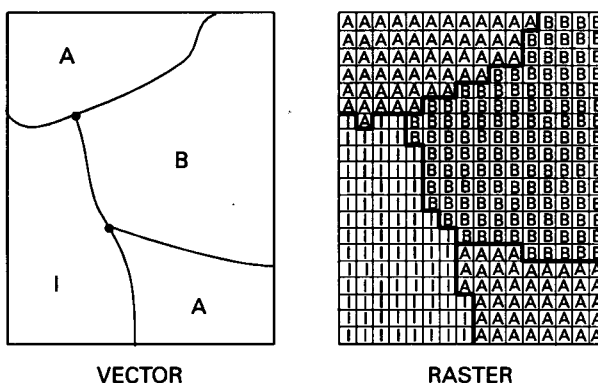 A
B
I
A
VECTOR
A A A A A A A A A A A A B B B B
A A A A A A A A A A A B B B B B
A A A A A A A A A A A B B B B B
A A A A A A A A A B B B B B B B
A A A A A A A B B B B B B B B B
A A A A A B B B B B B B B B B B
I A I I B B B B B B B B B B B B
I I I I B B B B B B B B B B B B
I I I I I B B B B B B B B B B B
I I I I I B B B B B B B B B B B
I I I I I B B B B B B B B B B B
I I I I I B B B B B B B B B B B
I I I I I I B B B B B B B B B B
I I I I I I I B B B B B B B B B
I I I I I I I A A A A B B B B B
I I I I I I I A A A A A A A A A
I I I I I I I A A A A A A A A A
I I I I I I I I A A A A A A A A
I I I I I I I I A A A A A A A A
I I I I I I I I A A A A A A A A
RASTER